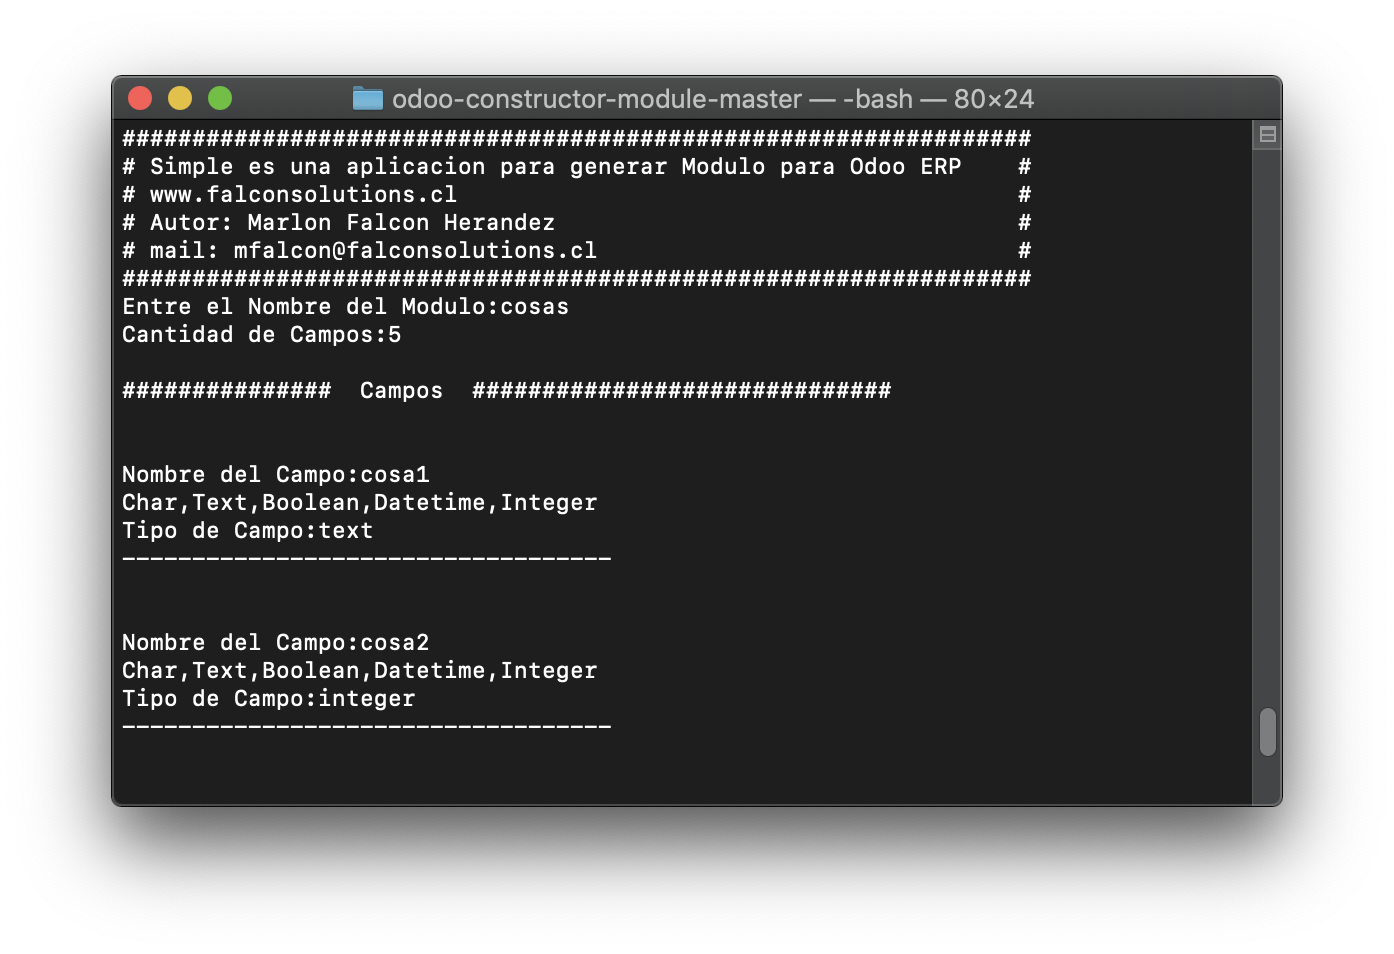 odoo-constructor-module-master — -bash — 80×24
#################################################################
# Simple es una aplicacion para generar Modulo para Odoo ERP    #
# www.falconsolutions.cl                                        #
# Autor: Marlon Falcon Herandez                                 #
# mail: mfalcon@falconsolutions.cl                              #
#################################################################
Entre el Nombre del Modulo:cosas
Cantidad de Campos:5
###############  Campos  ##############################
Nombre del Campo:cosa1
Char,Text,Boolean,Datetime,Integer
Tipo de Campo:text
-----------------------------------
Nombre del Campo:cosa2
Char,Text,Boolean,Datetime,Integer
Tipo de Campo:integer
-----------------------------------